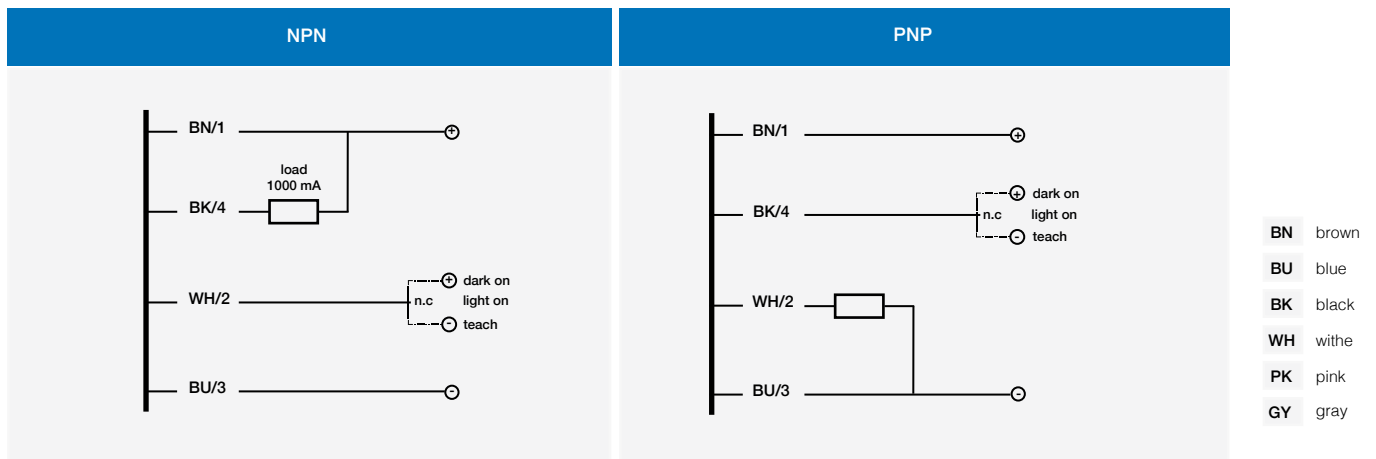 NPN
BN/1
+
load
1000 mA
BK/4
+ dark on
WH/2
n.c light on
- teach
BU/3
-
PNP
BN/1
+
+ dark on
BK/4
n.c light on
- teach
WH/2
BU/3
-
BN brown
BU blue
BK black
WH withe
PK pink
GY gray